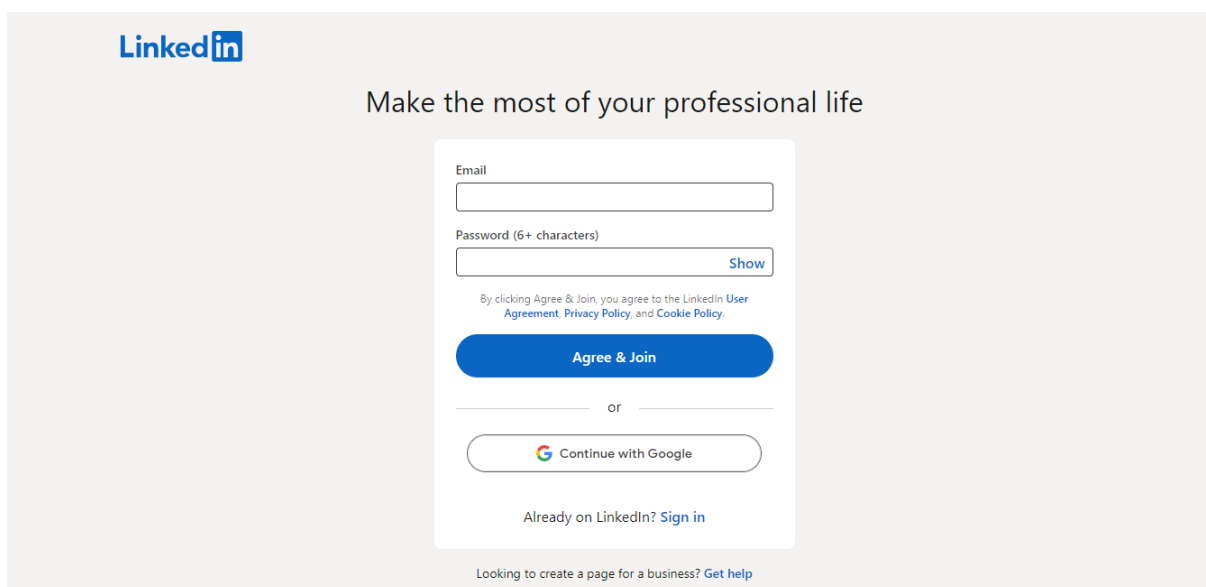 Linked in
Make the most of your professional life
Email
Password (6+ characters)
Show
By clicking Agree & Join, you agree to the LinkedIn User
Agreement, Privacy Policy, and Cookie Policy.
Agree & Join
or
Continue with Google
Already on LinkedIn? Sign in
Looking to create a page for a business? Get help